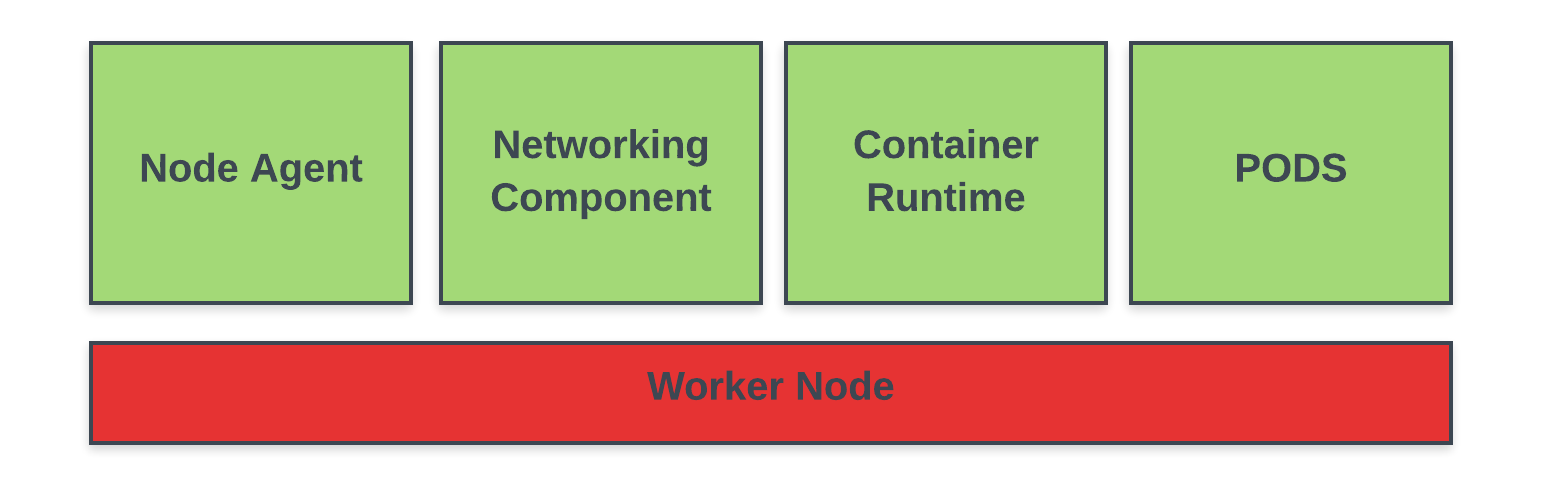 Node Agent
Networking
Component
Container
Runtime
PODS
Worker Node